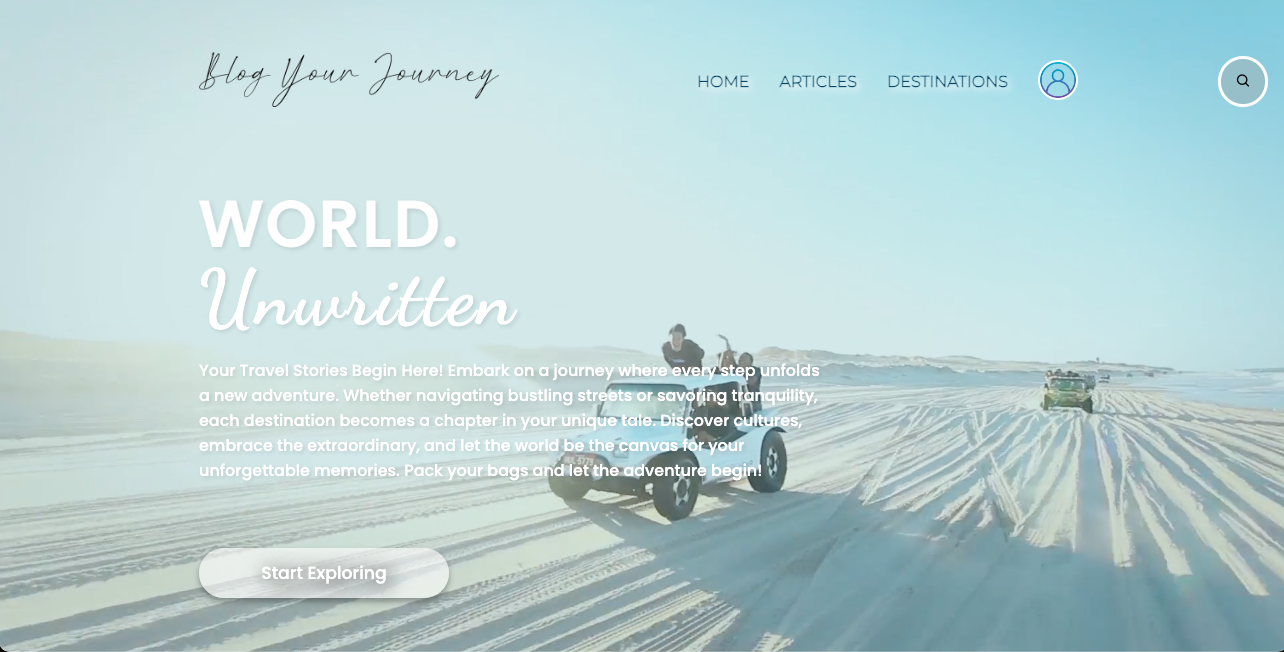 Blog Your Journey
HOME ARTICLES DESTINATIONS
WORLD.
Unwritten
Your Travel Stories Begin Here! Embark on a journey where every step unfolds
a new adventure. Whether navigating bustling streets or savoring tranquility,
each destination becomes a chapter in your unique tale. Discover cultures,
embrace the extraordinary, and let the world be the canvas for your
unforgettable memories. Pack your bags and let the adventure begin!
Start Exploring